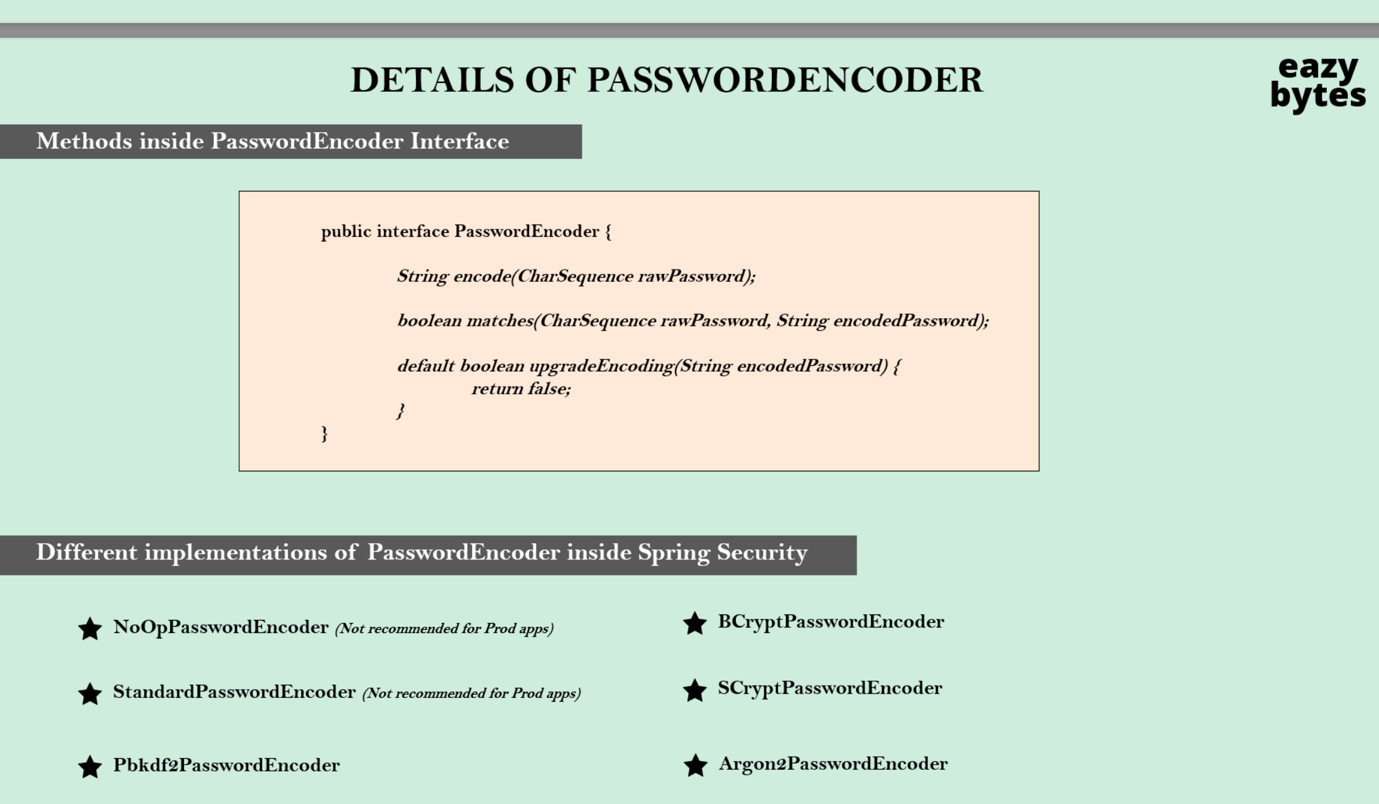 DETAILS OF PASSWORDENCODER
eazy
bytes
Methods inside PasswordEncoder Interface
public interface PasswordEncoder {
String encode(CharSequence rawPassword);
boolean matches(CharSequence rawPassword, String encodedPassword);
default boolean upgradeEncoding(String encodedPassword) {
return false;
}
}
Different implementations of PasswordEncoder inside Spring Security
NoOpPasswordEncoder (Not recommended for Prod apps)
BCryptPasswordEncoder
StandardPasswordEncoder (Not recommended for Prod apps)
SCryptPasswordEncoder
Pbkdf2PasswordEncoder
Argon2PasswordEncoder